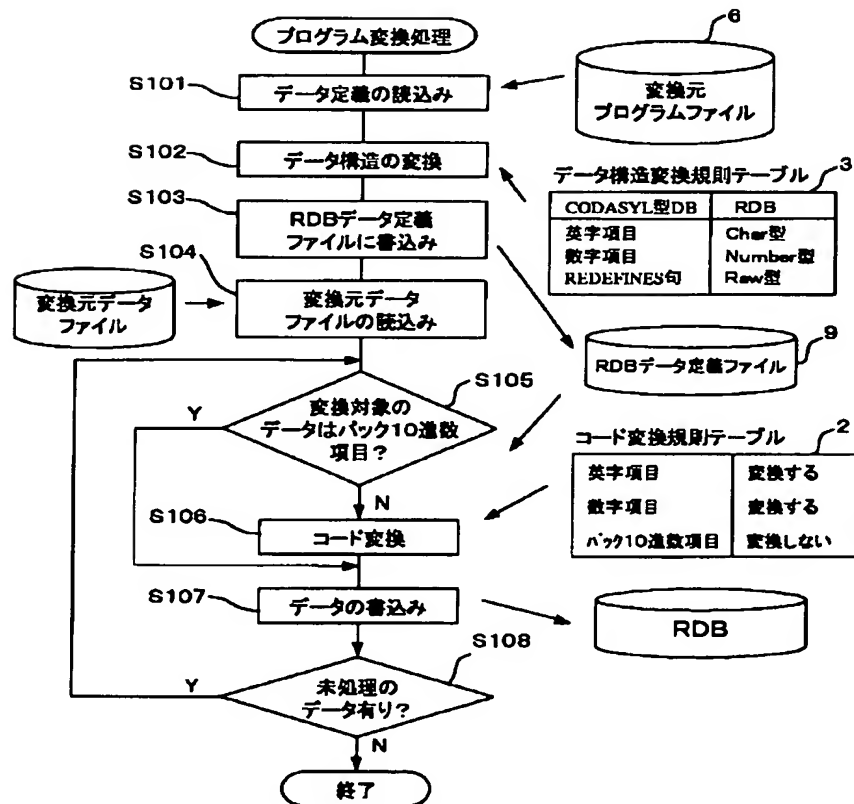 プログラム変換処理
6
変換元
プログラムファイル
S101
データ定義の読込み
S102
データ構造の変換
データ構造変換規則テーブル
3
CODASYL型DB RDB
英字項目 Char型
数字項目 Number型
REDEFINES句 Raw型
S103
RDBデータ定義
ファイルに書込み
S104
変換元データ
ファイル
変換元データ
ファイルの読込み
9
RDBデータ定義ファイル
S105
Y
変換対象の
データはパック10進数
項目？
N
コード変換規則テーブル
2
英字項目 変換する
数字項目 変換する
パック10進数項目 変換しない
S106
コード変換
S107
データの書込み
RDB
S108
Y
未処理の
データ有り？
N
終了